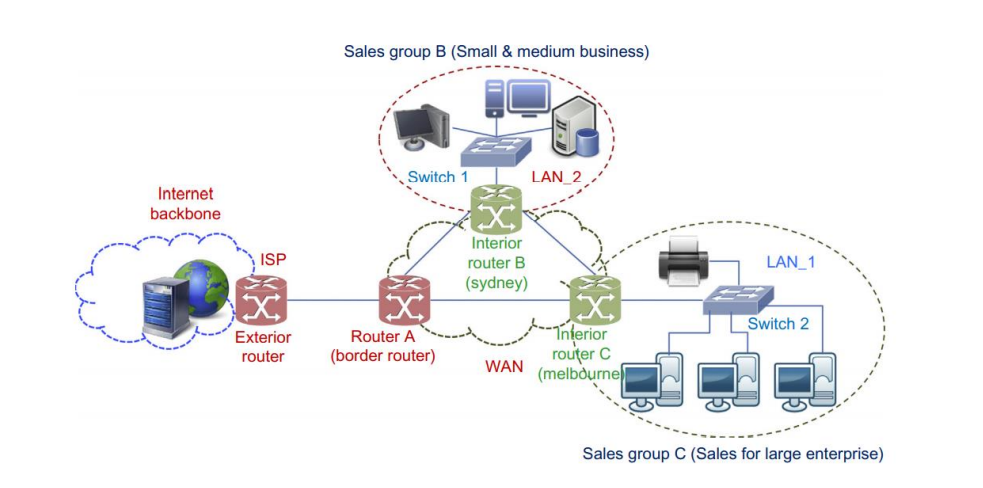 Sales group B (Small & medium business)
Switch 1
LAN_2
Internet
backbone
Interior
router B
(sydney)
ISP
LAN_1
Exterior
router
Router A
(border router)
WAN
Interior
router C
(melbourne)
Switch 2
Sales group C (Sales for large enterprise)